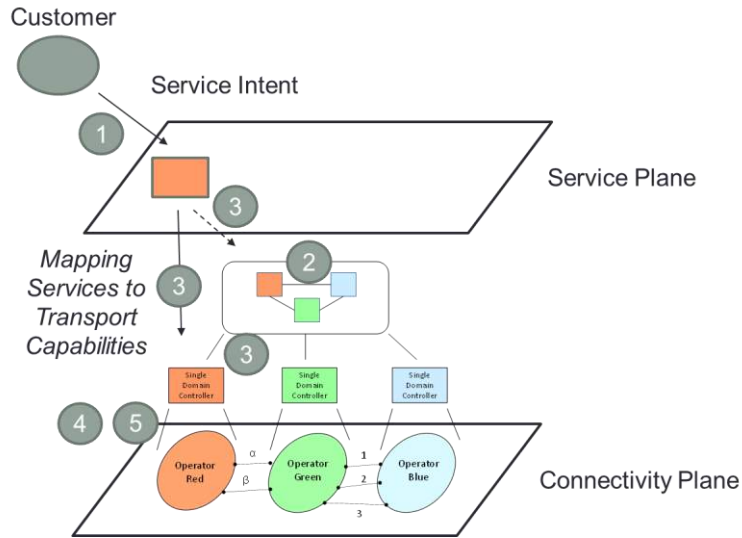 Customer
Service Intent
1
Service Plane
3
2
Mapping
Services to
Transport
Capabilities
3
3
Single
Domain
Controller
Single
Domain
Controller
Single
Domain
Controller
4
5
Operator
Red
α
β
Operator
Green
1
2
3
Operator
Blue
Connectivity Plane